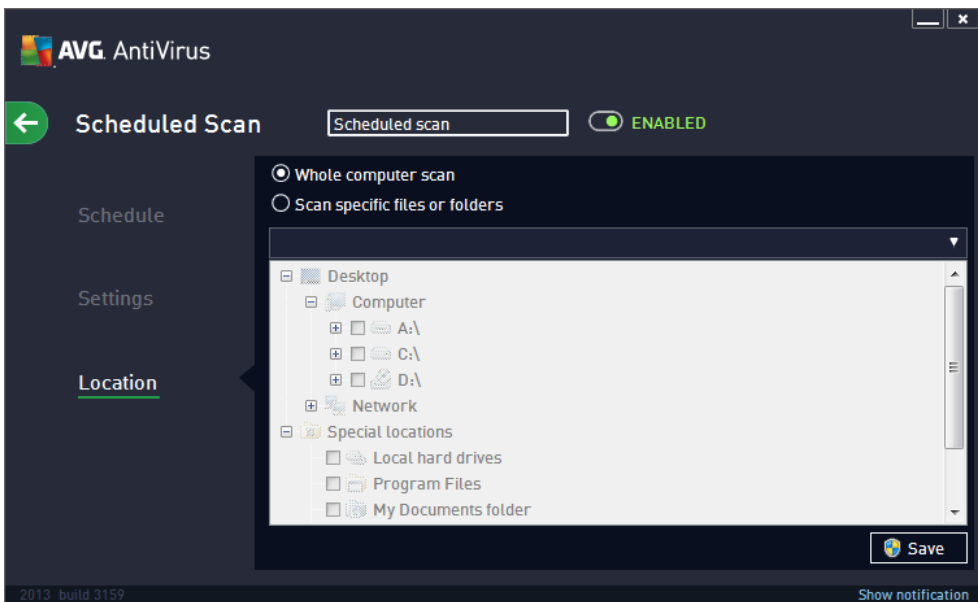 AVG. AntiVirus
Scheduled Scan
Scheduled scan
ENABLED
Whole computer scan
Scan specific files or folders
Schedule
Settings
Location
Desktop
Computer
A:\
C:\
D:\
Network
Special locations
Local hard drives
Program Files
My Documents folder
Save
2013 build 3159
Show notification